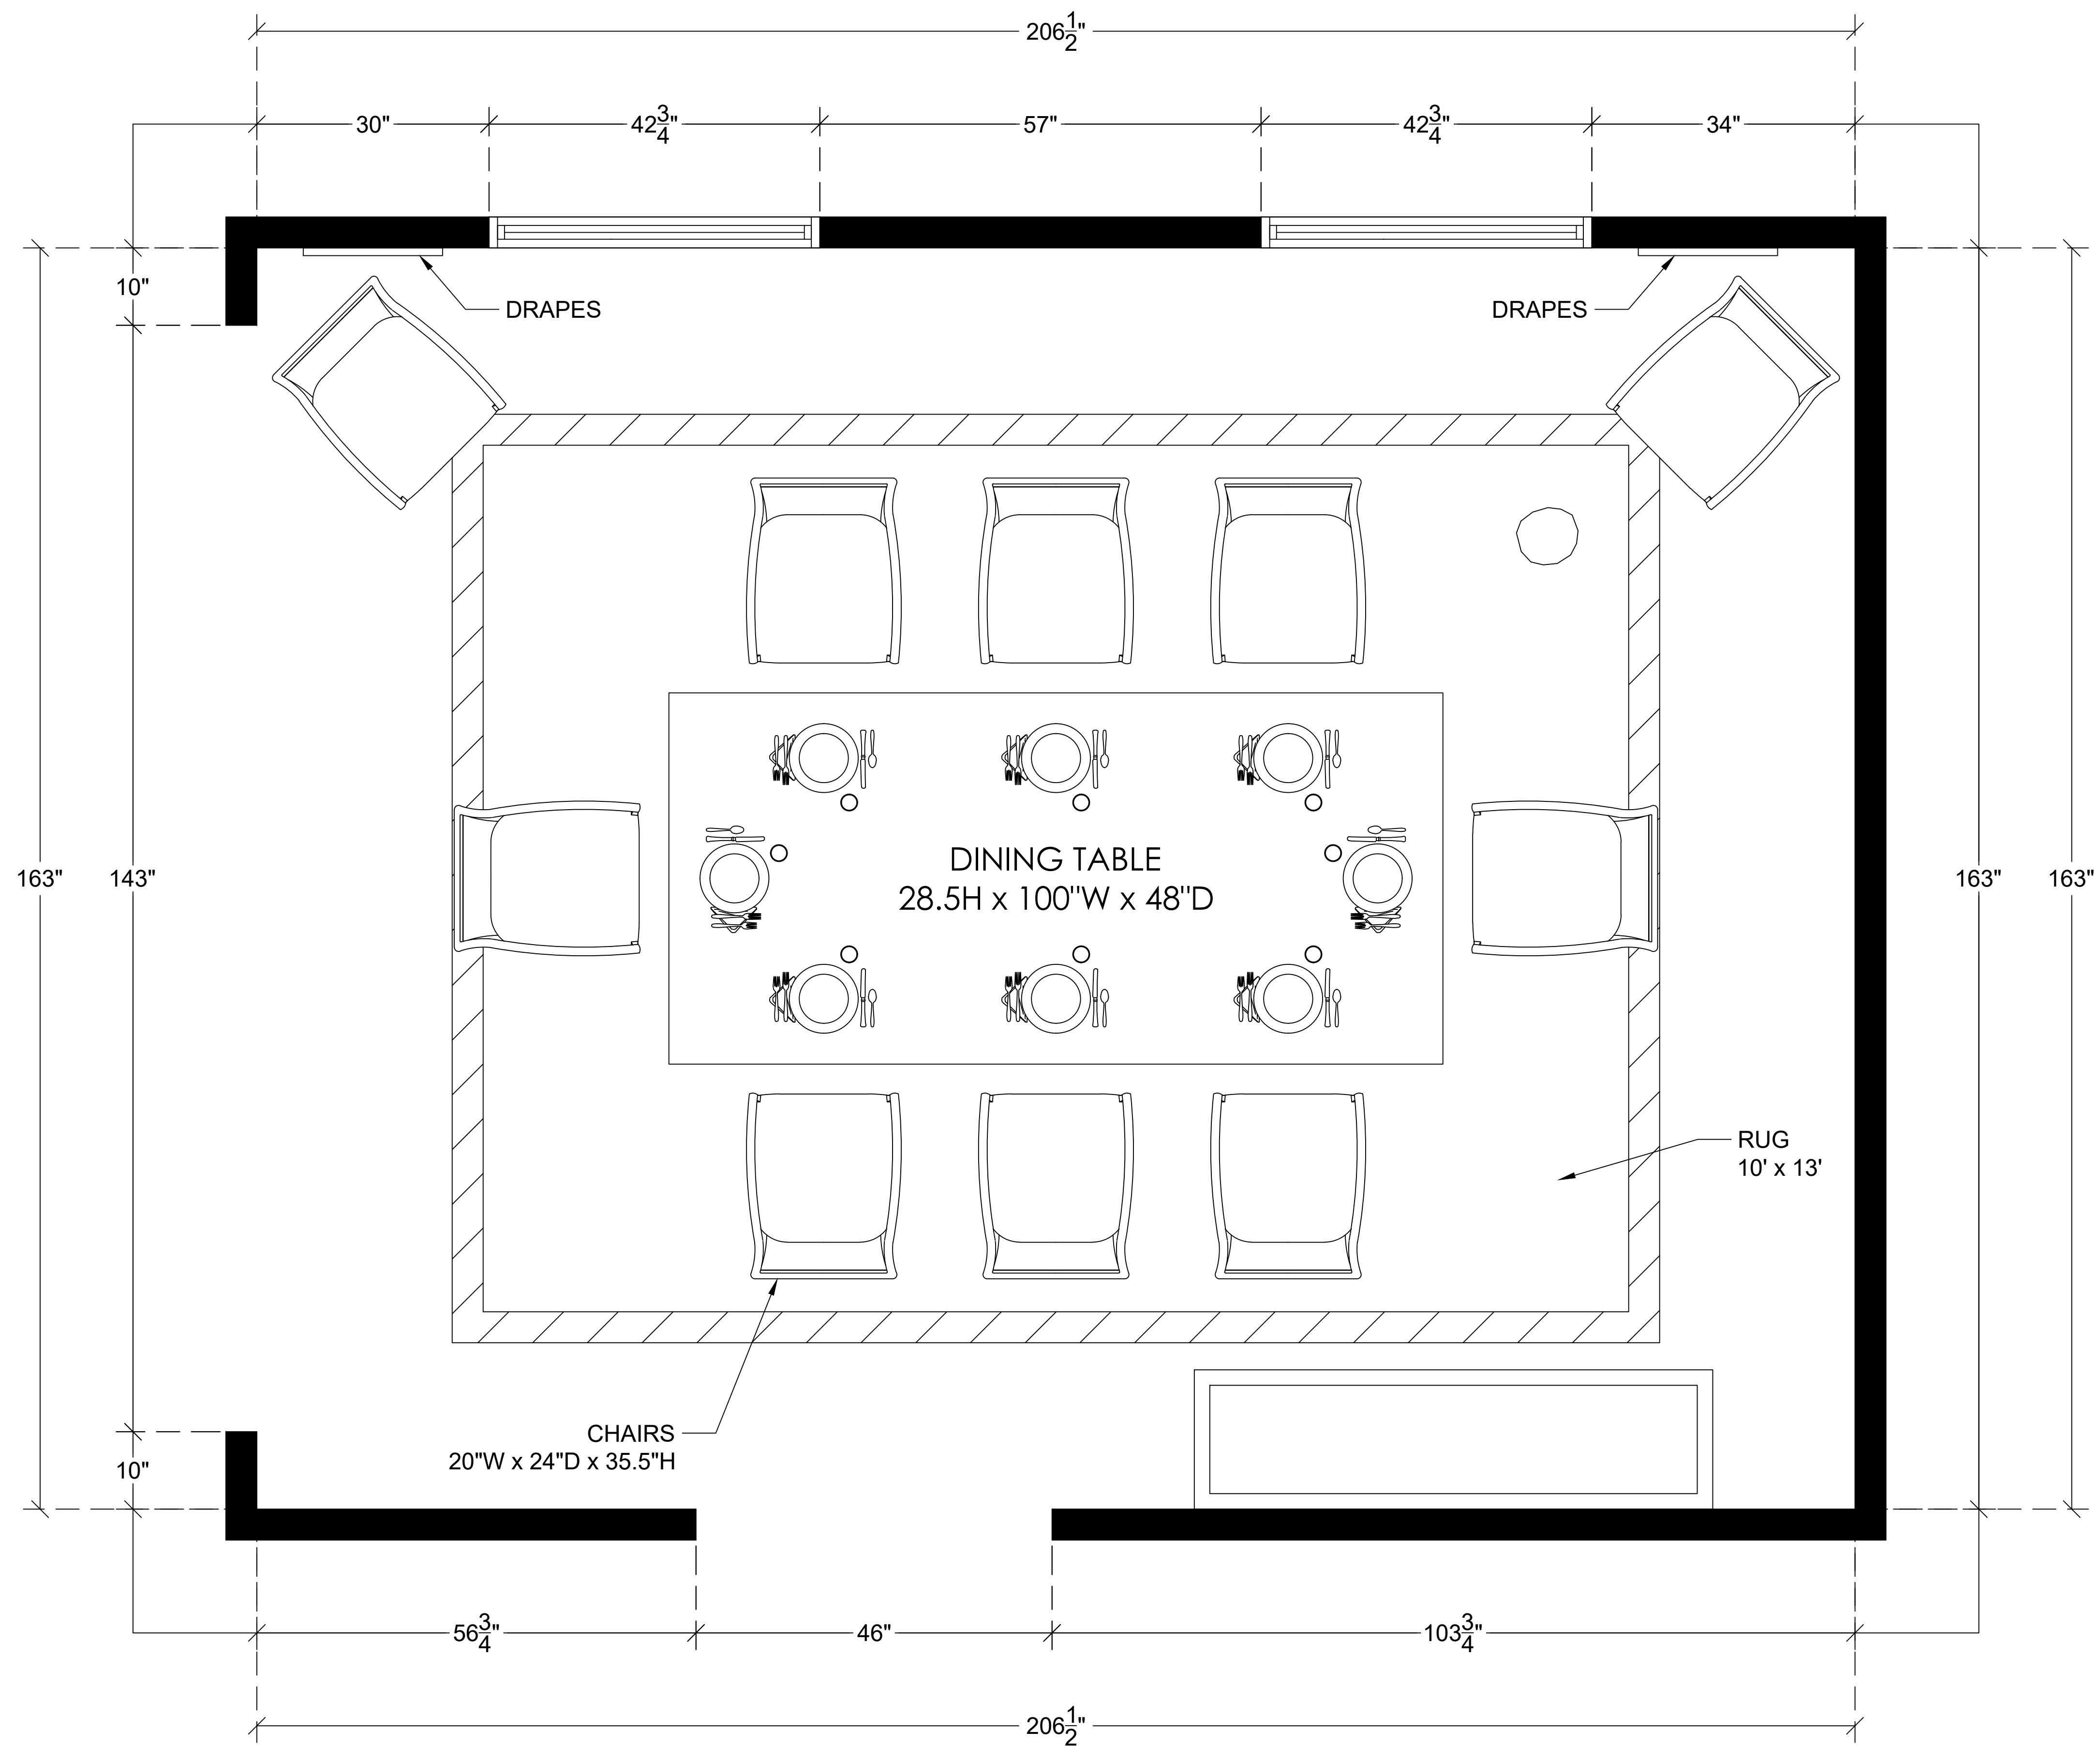 206 1/2"
30"
42 3/4"
57"
42 3/4"
34"
10"
DRAPES
DRAPES
163"
143"
DINING TABLE
28.5H x 100"W x 48"D
163"
163"
RUG
10' x 13'
CHAIRS
20"W x 24"D x 35.5"H
10"
56 3/4"
46"
103 3/4"
206 1/2"